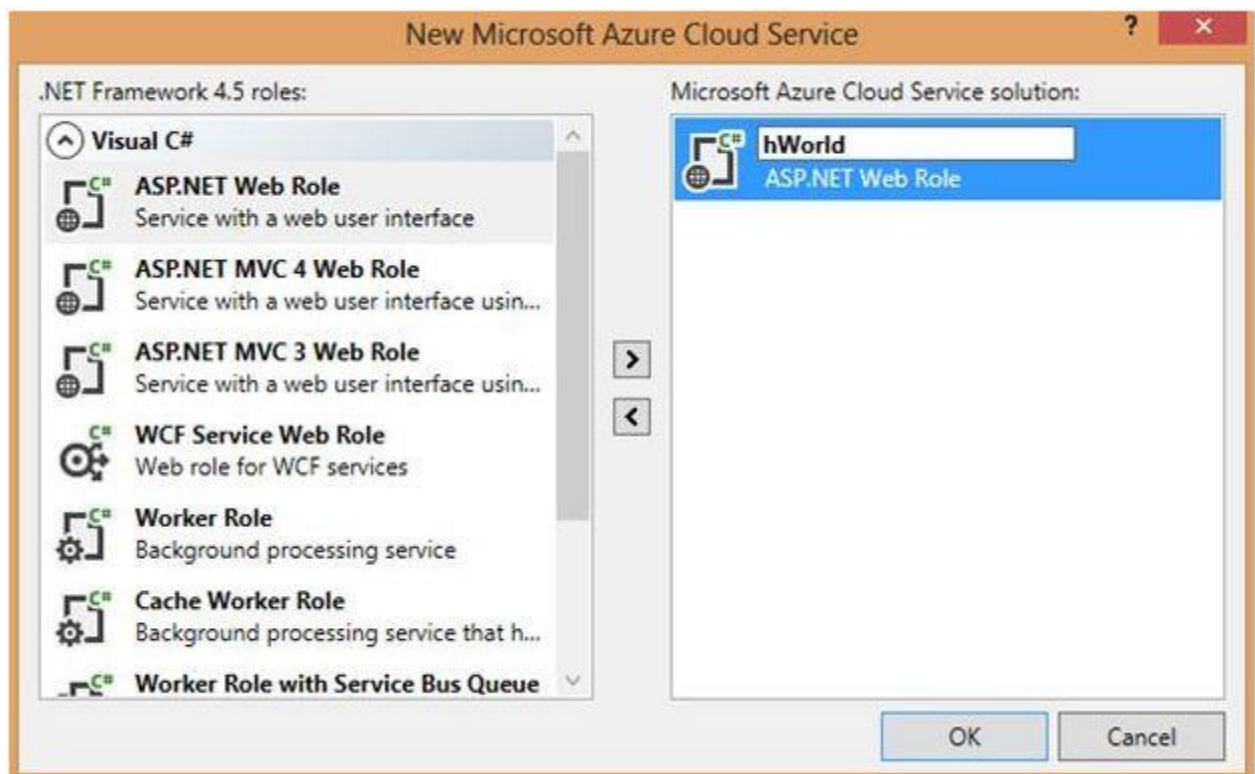 New Microsoft Azure Cloud Service
?
.NET Framework 4.5 roles:
Visual C#
C#
ASP.NET Web Role
Service with a web user interface
C#
ASP.NET MVC 4 Web Role
Service with a web user interface usin...
C#
ASP.NET MVC 3 Web Role
Service with a web user interface usin...
C#
WCF Service Web Role
Web role for WCF services
C#
Worker Role
Background processing service
C#
Cache Worker Role
Background processing service that h...
C#
Worker Role with Service Bus Queue
Microsoft Azure Cloud Service solution:
C#
hWorld
ASP.NET Web Role
OK
Cancel